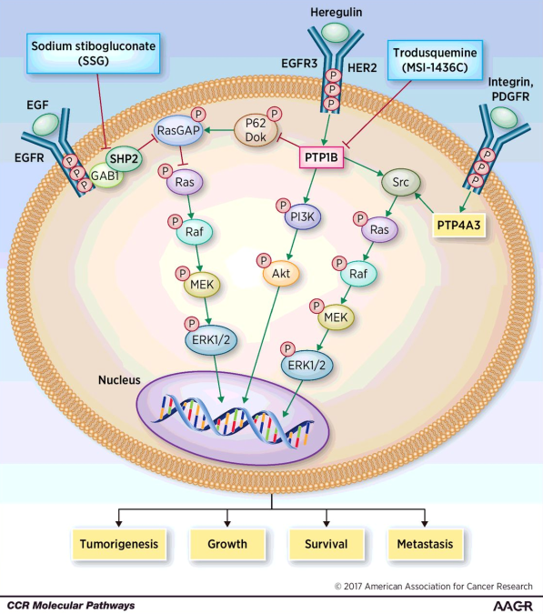 Heregulin
Sodium stibogluconate
(SSG)
EGFR3
HER2
Trodusquemine
(MSI-1436C)
Integrin,
PDGFR
EGF
EGFR
P
P
P
P
P
P
P
P
P
GAB1
SHP2
P
RasGAP
P
P62
Dok
PTP1B
P
Ras
Src
PTP4A3
P
PI3K
P
Ras
P
Raf
P
Akt
P
Raf
P
MEK
P
MEK
P
ERK1/2
P
ERK1/2
Nucleus
Tumorigenesis
Growth
Survival
Metastasis
© 2017 American Association for Cancer Research
CCR Molecular Pathways
AACR